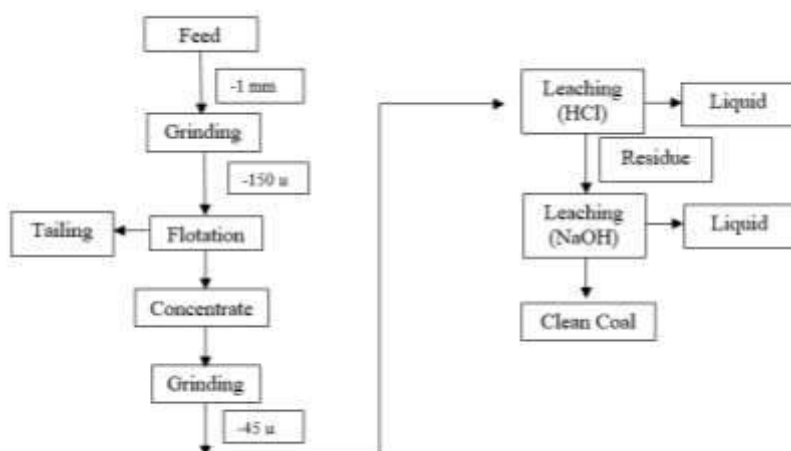 Feed
-1 mm
Grinding
-150 u
Tailing
Flotation
Concentrate
Grinding
-45 u
Leaching
(HCl)
Liquid
Residue
Leaching
(NaOH)
Liquid
Clean Coal